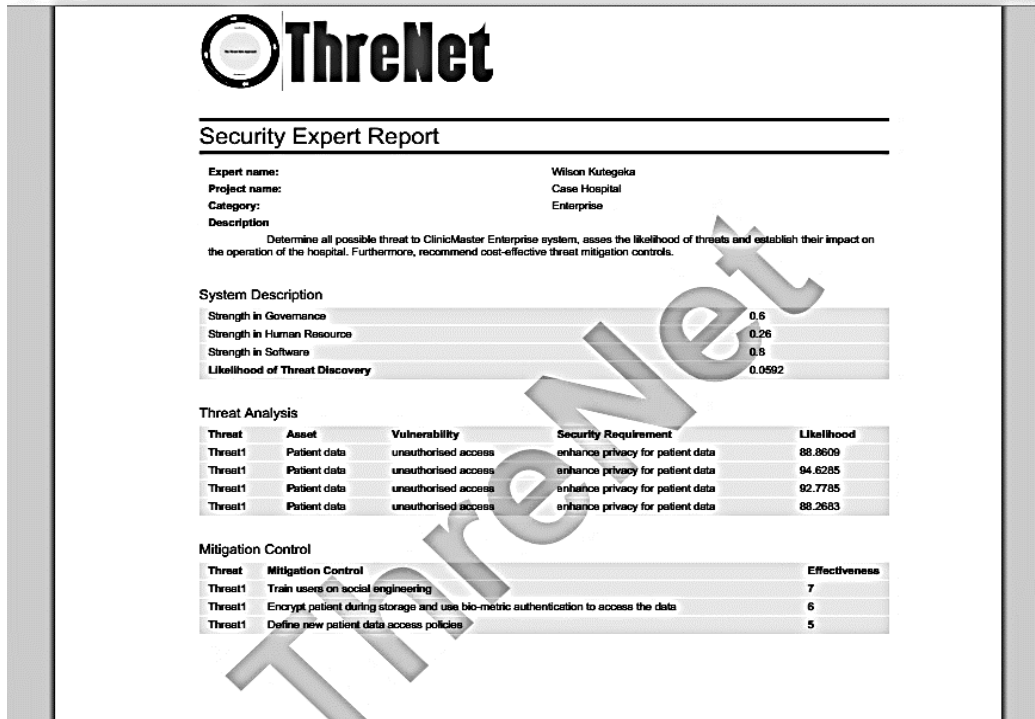 ThreNet
Security Expert Report
Expert name: Wilson Kutegeka
Project name: Case Hospital
Category: Enterprise
Description
Determine all possible threat to ClinicMaster Enterprise system, asses the likelihood of threats and establish their impact on
the operation of the hospital. Furthermore, recommend cost-effective threat mitigation controls.
System Description
Strength in Governance 0.6
Strength in Human Resource 0.26
Strength in Software 0.8
Likelihood of Threat Discovery 0.0592
Threat Analysis
Threat Asset Vulnerability Security Requirement Likelihood
Threat1 Patient data unauthorised access enhance privacy for patient data 88.8609
Threat1 Patient data unauthorised access enhance privacy for patient data 94.6285
Threat1 Patient data unauthorised access enhance privacy for patient data 92.7785
Threat1 Patient data unauthorised access enhance privacy for patient data 88.2683
Mitigation Control
Threat Mitigation Control Effectiveness
Threat1 Train users on social engineering 7
Threat1 Encrypt patient during storage and use bio-metric authentication to access the data 6
Threat1 Define new patient data access policies 5
ThreNet